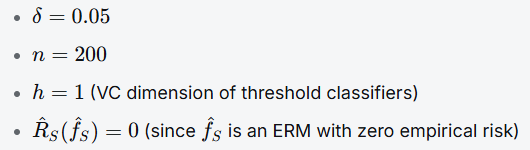 • δ = 0.05
• n = 200
• h = 1 (VC dimension of threshold classifiers)
• R̂_S(f̂_S) = 0 (since f̂_S is an ERM with zero empirical risk)